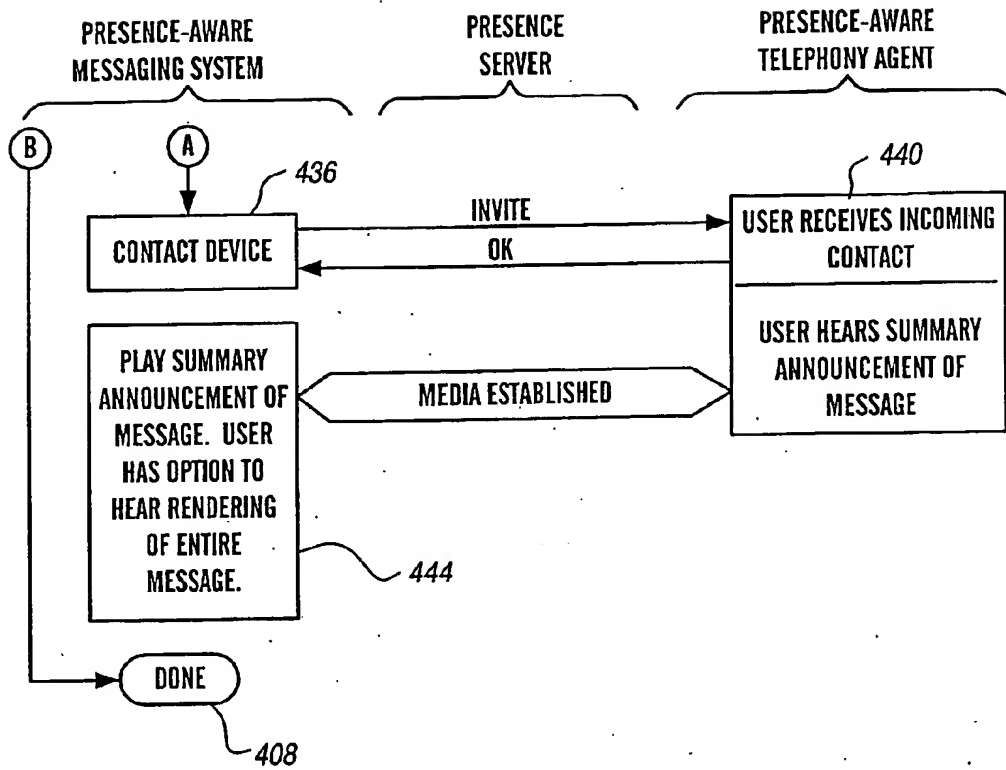 PRESENCE-AWARE
MESSAGING SYSTEM
PRESENCE
SERVER
PRESENCE-AWARE
TELEPHONY AGENT
B
A
436
440
CONTACT DEVICE
INVITE
OK
USER RECEIVES INCOMING
CONTACT
USER HEARS SUMMARY
ANNOUNCEMENT OF
MESSAGE
PLAY SUMMARY
ANNOUNCEMENT OF
MESSAGE. USER
HAS OPTION TO
HEAR RENDERING
OF ENTIRE
MESSAGE.
MEDIA ESTABLISHED
444
DONE
408